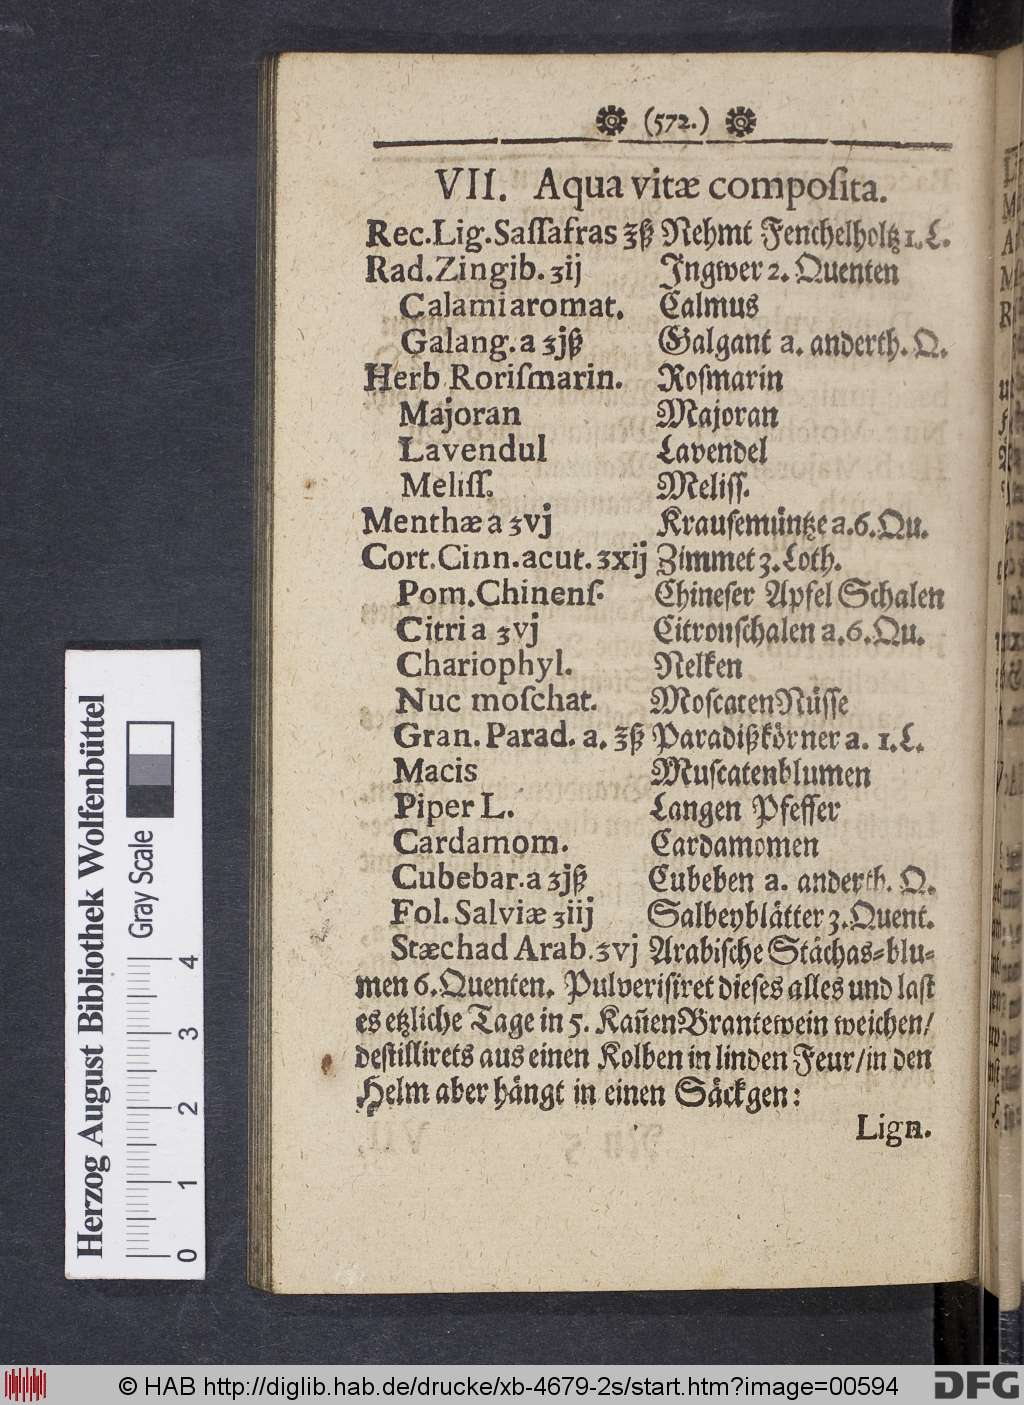 (572.)
VII. Aqua vitæ compoſita.
Rec. Lig. Saſſafras ʒß Nehmt Fenchelholtz 1. L.
Rad. Zingib. ʒij Ingwer 2. Quenten
Calami aromat. Calmus
Galang. a ʒjß Galgant a. anderth. Q.
Herb Roriſmarin. Roſmarin
Majoran Majoran
Lavendul Lavendel
Meliſſ. Meliſſ.
Menthæ a ʒvj Krauſemüntze a. 6. Qu.
Cort. Cinn. acut. ʒxij Zimmet 3. Loth.
Pom. Chinenſ. Chineſer Apfel Schalen
Citri a ʒvj Citronſchalen a. 6. Qu.
Chariophyl. Nelken
Nuc moſchat. Moſcaten Nüſſe
Gran. Parad. a. ʒß Paradißkörner a. 1. L.
Macis Muſcatenblumen
Piper L. Langen Pfeffer
Cardamom. Cardamomen
Cubebar. a ʒjß Cubeben a. anderth. Q.
Fol. Salviæ ʒiij Salbeyblätter 3. Quent.
Stæchad Arab. ʒvj Arabiſche Stächas-blu-
men 6. Quenten. Pulveriſiret dieſes alles und laſt
es etzliche Tage in 5. Kañen Brantewein weichen/
deſtillirets aus einen Kolben in linden Feur/ in den
Helm aber hängt in einen Säckgen:
Lign.
Herzog August Bibliothek Wolfenbüttel
Gray Scale
0 1 2 3 4
© HAB http://diglib.hab.de/drucke/xb-4679-2s/start.htm?image=00594
DFG